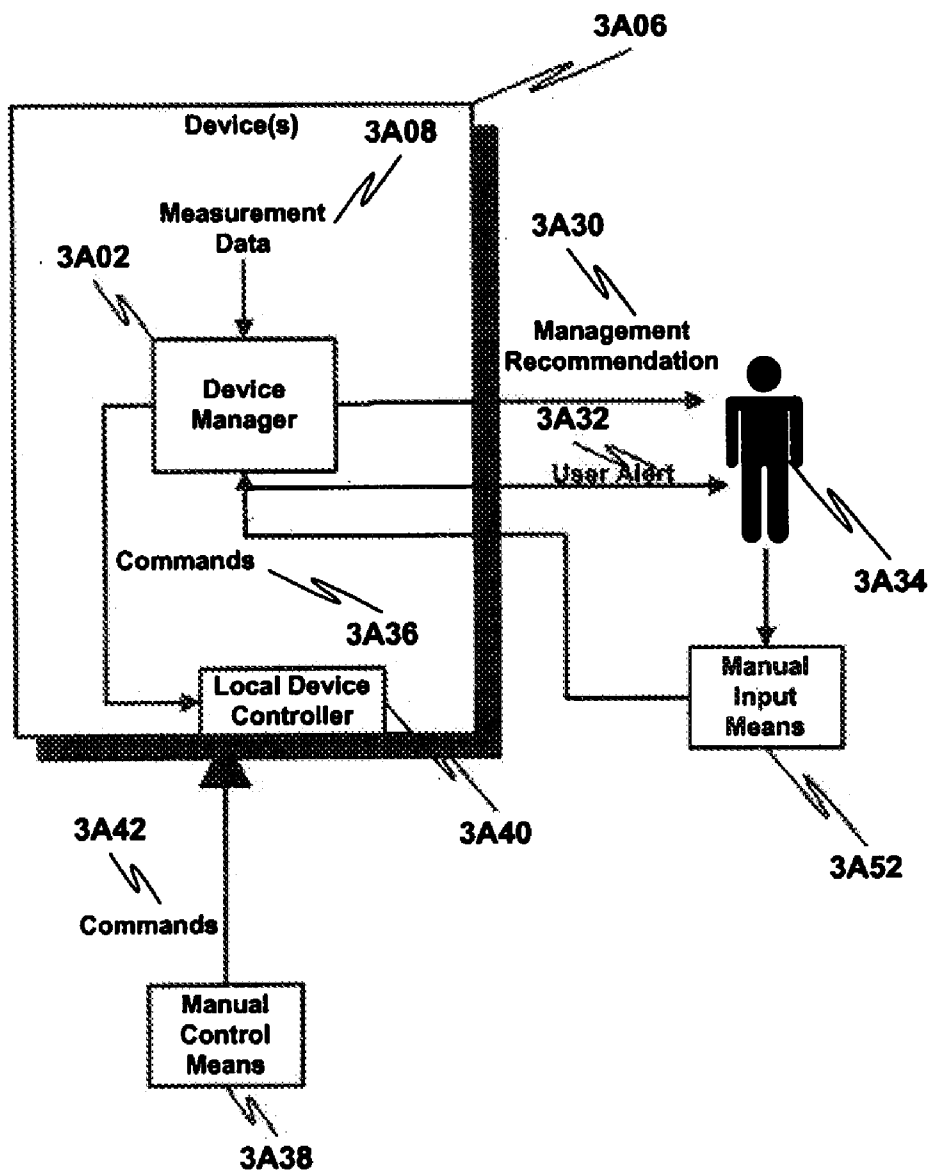 3A06
Device(s)
3A08
Measurement
Data
3A02
3A30
Management
Recommendation
Device
Manager
3A32
User Alert
Commands
3A36
3A34
Local Device
Controller
Manual
Input
Means
3A42
3A40
3A52
Commands
Manual
Control
Means
3A38